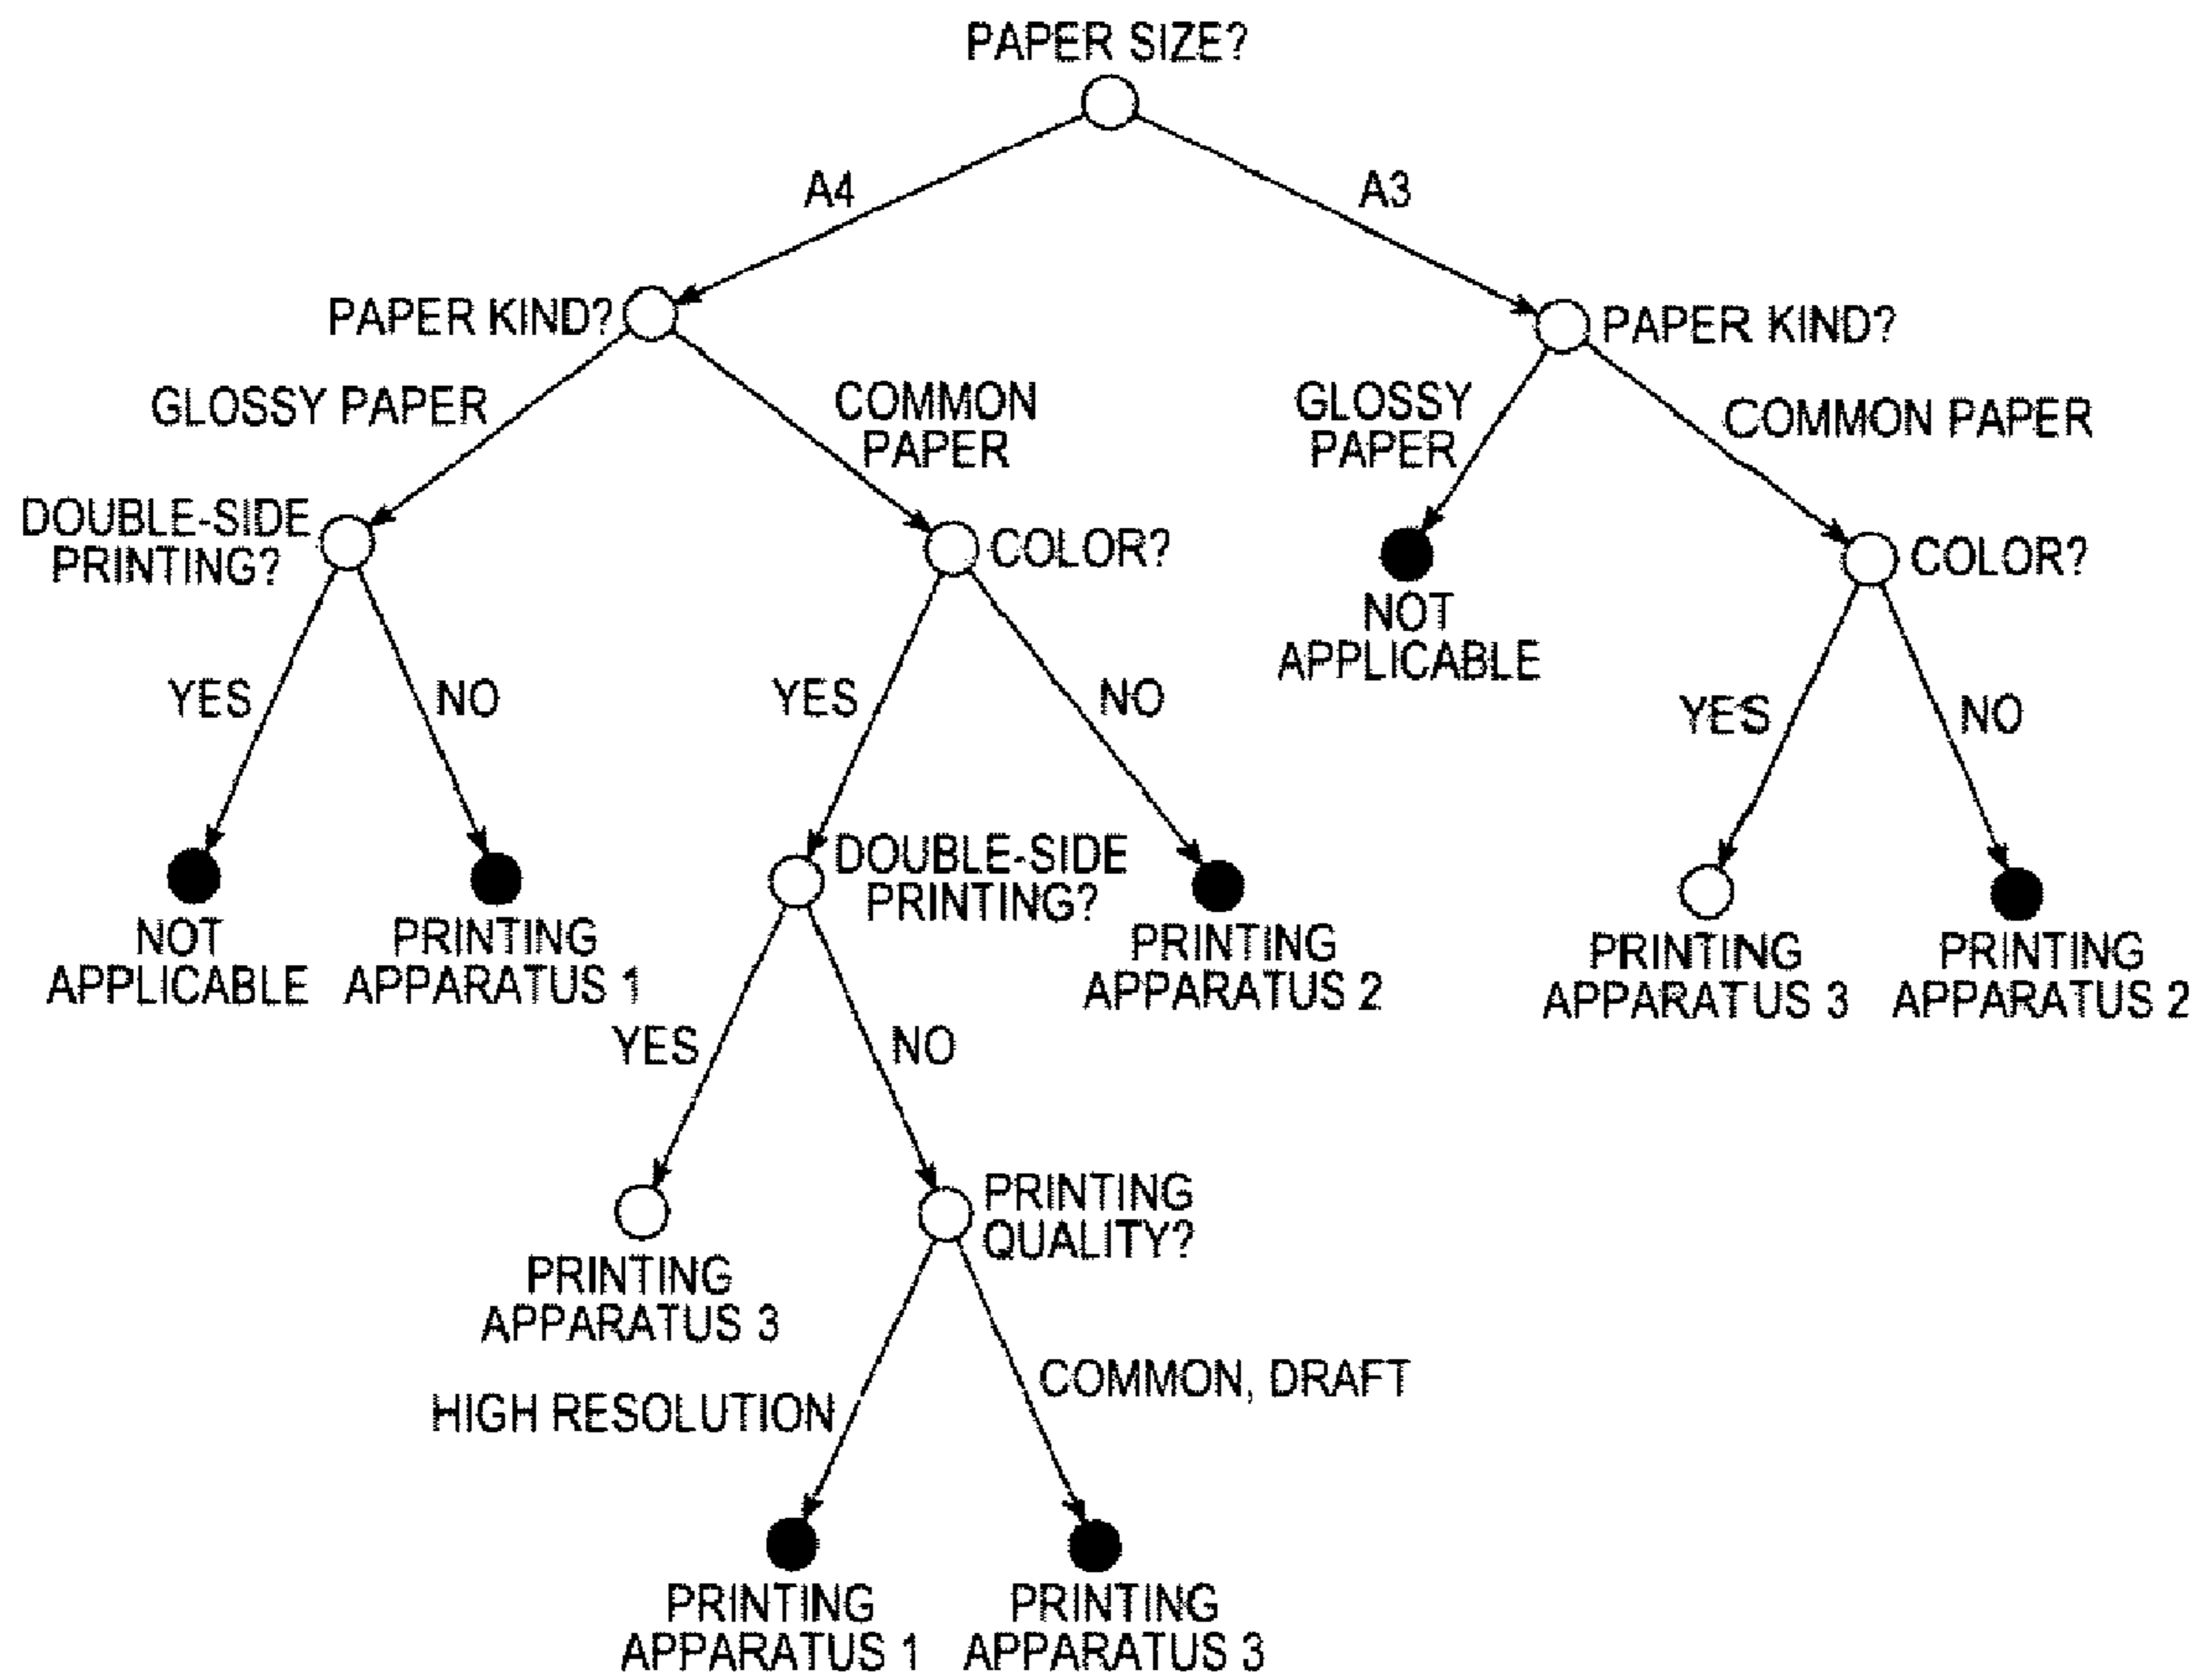 PAPER SIZE?
A4
A3
PAPER KIND?
PAPER KIND?
GLOSSY PAPER
COMMON
PAPER
GLOSSY
PAPER
COMMON PAPER
DOUBLE-SIDE
PRINTING?
COLOR?
NOT
APPLICABLE
COLOR?
YES
NO
YES
NO
YES
NO
NOT
APPLICABLE
PRINTING
APPARATUS 1
DOUBLE-SIDE
PRINTING?
PRINTING
APPARATUS 2
PRINTING
APPARATUS 3
PRINTING
APPARATUS 2
YES
NO
PRINTING
APPARATUS 3
PRINTING
QUALITY?
HIGH RESOLUTION
COMMON, DRAFT
PRINTING
APPARATUS 1
PRINTING
APPARATUS 3